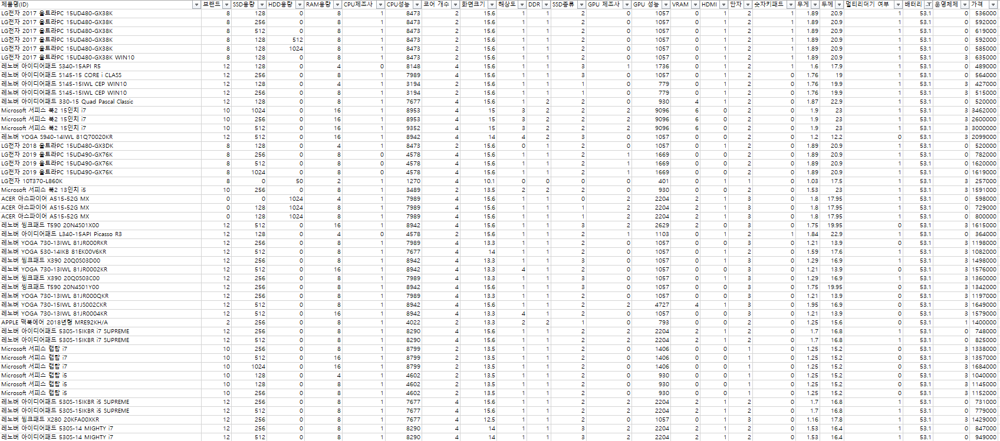 제품명(ID) 브랜드 SSD용량 HDD용량 RAM용량 CPU제조사 CPU성능 코어 개수 화면크기 해상도 DDR SSD종류 GPU 제조사 GPU 성능 VRAM HDMI 단자 숫자키패드 무게 두께 멀티리더기 여부 배터리 운영체제 가격
LG전자 2017 울트라PC 15UD480-GX38K 8 128 0 8 1 8473 2 15.6 1 1 2 0 1057 0 1 2 1 1.89 20.9 1 53.1 0 536000
LG전자 2017 울트라PC 15UD480-GX38K 8 256 0 8 1 8473 2 15.6 1 1 2 0 1057 0 1 2 1 1.89 20.9 1 53.1 0 592000
LG전자 2017 울트라PC 15UD480-GX38K 8 512 0 8 1 8473 2 15.6 1 1 2 0 1057 0 1 2 1 1.89 20.9 1 53.1 0 619000
LG전자 2017 울트라PC 15UD480-GX38K 8 128 512 8 1 8473 2 15.6 1 1 2 0 1057 0 1 2 1 1.89 20.9 1 53.1 0 592000
LG전자 2017 울트라PC 15UD480-GX38K 8 128 1024 8 1 8473 2 15.6 1 1 2 0 1057 0 1 2 1 1.89 20.9 1 53.1 0 585000
LG전자 2017 울트라PC 15UD480-GX38K WIN10 8 256 0 8 1 8473 2 15.6 1 1 2 0 1057 0 1 2 1 1.89 20.9 1 53.1 3 635000
레노버 아이디어패드 S340-15API R5 12 128 0 4 0 8148 4 15.6 1 1 3 1 1736 0 1 2 1 1.6 17.9 1 53.1 0 489000
레노버 아이디어패드 S145-15 CORE i CLASS 12 256 0 8 1 7989 4 15.6 1 1 3 0 1057 0 1 2 0 1.76 19 1 53.1 0 564000
레노버 아이디어패드 S145-15IWL CEP WIN10 12 128 0 4 1 3194 2 15.6 1 1 1 0 779 0 1 2 0 1.76 19.9 1 53.1 3 427000
레노버 아이디어패드 S145-15IWL CEP WIN10 12 256 0 8 1 3194 2 15.6 1 1 1 0 779 0 1 2 0 1.76 19.9 1 53.1 3 515000
레노버 아이디어패드 330-15 Quad Pascal Classic 12 128 0 8 1 7677 4 15.6 1 1 2 0 930 4 1 2 0 1.87 22.9 1 53.1 0 520000
Microsoft 서피스 북2 15인치 i7 10 1024 0 16 1 8953 4 15 3 2 2 2 9096 6 0 2 0 1.9 23 1 53.1 3 3462000
Microsoft 서피스 북2 15인치 i7 10 256 0 16 1 8953 4 15 3 2 2 2 9096 6 0 2 0 1.9 23 1 53.1 3 2600000
Microsoft 서피스 북2 15인치 i7 10 512 0 16 1 9352 4 15 3 2 2 2 9096 6 0 2 0 1.9 23 1 53.1 3 3000000
레노버 YOGA S940-14IWL 81Q70020KR 12 512 0 16 1 8942 4 14 4 2 3 0 1057 0 0 2 0 1.2 12.2 0 53.1 3 2099000
LG전자 2018 울트라PC 15UD480-GX3DK 8 128 0 4 1 8473 2 15.6 0 1 2 0 1057 0 1 2 0 1.89 20.9 1 53.1 0 520000
LG전자 2019 울트라PC 15UD490-GX76K 8 256 0 8 0 4578 4 15.6 1 1 2 1 1669 0 1 2 0 1.89 20.9 1 53.1 0 782000
LG전자 2019 울트라PC 15UD490-GX76K 8 512 0 8 0 4578 4 15.6 1 1 2 1 1669 0 0 2 0 1.89 20.9 1 53.1 0 1620000
LG전자 2019 울트라PC 15UD490-GX76K 8 1024 0 8 0 4578 4 15.6 1 1 2 1 1669 0 0 2 0 1.89 20.9 1 53.1 0 1619000
LG전자 10T370-L860K 8 0 50 2 1 1270 4 10.1 0 0 0 0 401 0 1 1 0 1.03 17.5 1 53.1 0 257000
Microsoft 서피스 북2 13인치 i5 10 256 0 8 1 3489 2 13.5 2 2 2 0 930 0 0 2 0 1.53 23 1 53.1 3 1591000
ACER 아스파이어 A515-52G MX 0 0 1024 4 1 7989 4 15.6 1 1 0 2 2204 2 1 3 0 1.8 17.95 1 53.1 0 598000
ACER 아스파이어 A515-52G MX 0 128 1024 4 1 7989 4 15.6 1 1 1 2 2204 2 1 3 0 1.8 17.95 1 53.1 0 729000
ACER 아스파이어 A515-52G MX 0 128 1024 8 1 7989 4 15.6 1 1 1 2 2204 2 1 3 0 1.8 17.95 1 53.1 3 800000
레노버 씽크패드 T590 20N4S01X00 12 512 0 16 1 8942 4 15.6 1 1 3 2 2629 2 0 3 0 1.75 19.95 0 53.1 3 1615000
레노버 아이디어패드 L340-15API Picasso R3 12 128 0 4 0 4578 2 15.6 1 1 2 1 1103 0 1 2 1 1.84 22.9 1 53.1 0 364000
레노버 YOGA 730-13IWL 81JR000RKR 12 256 0 8 1 7989 4 13.3 1 1 2 0 1057 0 0 3 0 1.21 13.9 0 53.1 3 1198000
레노버 YOGA 530-14IKB 81EK00V6KR 12 512 0 8 1 7677 4 14 1 1 2 0 1057 0 1 2 0 1.59 17.6 1 53.1 3 1082000
레노버 씽크패드 X390 20Q0S03D00 12 256 0 8 1 8942 4 13.3 1 1 3 0 1057 0 1 3 0 1.29 16.9 1 53.1 3 1498000
레노버 YOGA 730-13IWL 81JR0002KR 12 512 0 16 1 8942 4 13.3 4 1 2 0 1057 0 0 3 0 1.21 13.9 0 53.1 3 1576000
레노버 씽크패드 X390 20Q0S03C00 12 256 0 8 1 7989 4 13.3 1 1 3 0 1057 0 1 3 0 1.29 16.9 1 53.1 3 1360000
레노버 씽크패드 T590 20N4S01Y00 12 256 0 8 1 8942 4 15.6 1 1 3 0 1057 0 0 3 0 1.75 19.95 0 53.1 3 1342000
레노버 YOGA 730-13IWL 81JR000QKR 12 256 0 8 1 7989 4 13.3 1 1 2 0 1057 0 0 3 0 1.21 13.9 0 53.1 3 1197000
레노버 YOGA 730-15IWL 81JS002CKR 12 512 0 8 1 8942 4 15.6 1 1 2 2 4727 4 1 3 0 1.95 16.9 0 53.1 3 1649000
레노버 YOGA 730-13IWL 81JR0004KR 12 512 0 16 1 8942 4 13.3 4 1 2 0 1057 0 0 3 0 1.21 13.9 0 53.1 3 1579000
APPLE 맥북에어 2018년형 MRE92KH/A 2 256 0 8 1 4022 2 13.3 2 2 1 0 793 0 0 2 0 1.25 15.6 0 53.1 1 1400000
레노버 아이디어패드 530S-15IKBR i7 SUPREME 12 256 0 8 1 8290 4 15.6 1 1 2 2 2204 2 1 2 0 1.7 16.8 1 53.1 0 748000
레노버 아이디어패드 530S-15IKBR i7 SUPREME 12 512 0 8 1 8290 4 15.6 1 1 2 2 2204 2 1 2 0 1.7 16.8 1 53.1 0 825000
Microsoft 서피스 랩탑 i7 10 256 0 8 1 8799 2 13.5 1 1 2 0 1406 0 0 1 0 1.25 15.2 0 53.1 3 1338000
Microsoft 서피스 랩탑 i7 10 512 0 16 1 8799 2 13.5 1 1 2 0 1406 0 0 1 0 1.25 15.2 0 53.1 3 1357000
Microsoft 서피스 랩탑 i7 10 1024 0 16 1 8799 2 13.5 1 1 2 0 1406 0 0 1 0 1.25 15.2 0 53.1 3 1684000
Microsoft 서피스 랩탑 i5 10 128 0 4 1 4602 2 13.5 1 1 2 0 930 0 0 1 0 1.25 15.2 0 53.1 3 1040000
Microsoft 서피스 랩탑 i5 10 128 0 8 1 4602 2 13.5 1 1 2 0 930 0 0 1 0 1.25 15.2 0 53.1 3 1145000
Microsoft 서피스 랩탑 i5 10 256 0 8 1 4602 2 13.5 1 1 2 0 930 0 0 1 0 1.25 15.2 0 53.1 3 1152000
레노버 아이디어패드 530S-15IKBR i5 SUPREME 12 256 0 8 1 7677 4 15.6 1 1 2 2 2204 2 1 2 0 1.7 16.8 1 53.1 0 731000
레노버 아이디어패드 530S-15IKBR i5 SUPREME 12 512 0 8 1 7677 4 15.6 1 1 2 2 2204 2 1 2 0 1.7 16.8 1 53.1 0 779000
레노버 씽크패드 X280 20KFA00XKR 12 256 0 8 1 7677 4 12.5 1 1 2 0 1057 0 1 3 0 1.16 17.8 0 53.1 3 1429000
레노버 아이디어패드 530S-14 MIGHTY i7 12 256 0 8 1 8290 4 14 1 1 3 2 2204 2 1 2 0 1.53 16.4 1 53.1 0 847000
레노버 아이디어패드 530S-14 MIGHTY i7 12 512 0 8 1 8290 4 14 1 1 3 2 2204 2 1 2 0 1.53 16.4 1 53.1 0 949000